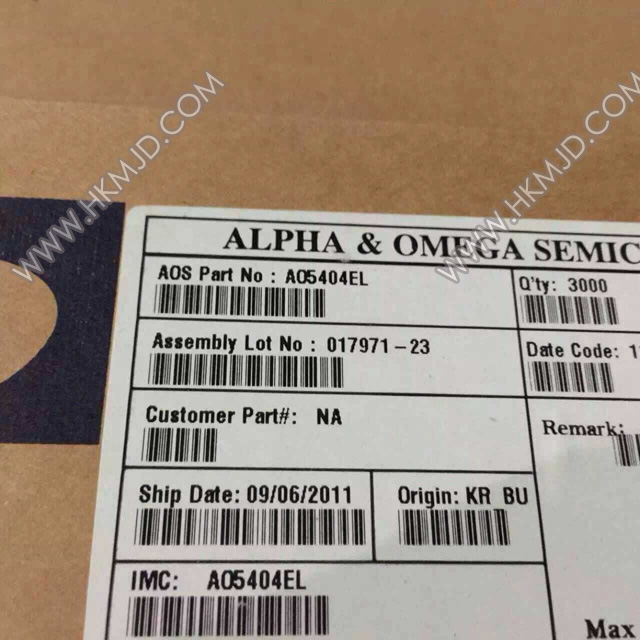 WWW.HKMJD.COM
WWW.HKMJD.COM
ALPHA & OMEGA SEMIC
AOS Part No : AO5404EL
Q'ty: 3000
Assembly Lot No : 017971-23
Date Code: 1
Customer Part#: NA
Remark:
Ship Date: 09/06/2011
Origin: KR BU
IMC: AO5404EL
Max